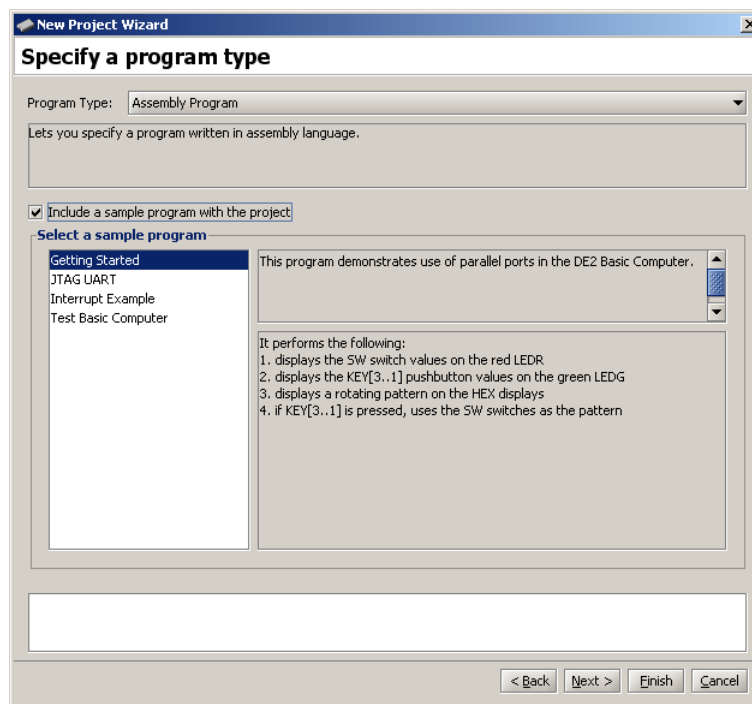 New Project Wizard
Specify a program type
Program Type: Assembly Program
Lets you specify a program written in assembly language.
Include a sample program with the project
Select a sample program
Getting Started
JTAG UART
Interrupt Example
Test Basic Computer
This program demonstrates use of parallel ports in the DE2 Basic Computer.
It performs the following:
1. displays the SW switch values on the red LEDR
2. displays the KEY[3..1] pushbutton values on the green LEDG
3. displays a rotating pattern on the HEX displays
4. if KEY[3..1] is pressed, uses the SW switches as the pattern
< Back Next > Finish Cancel